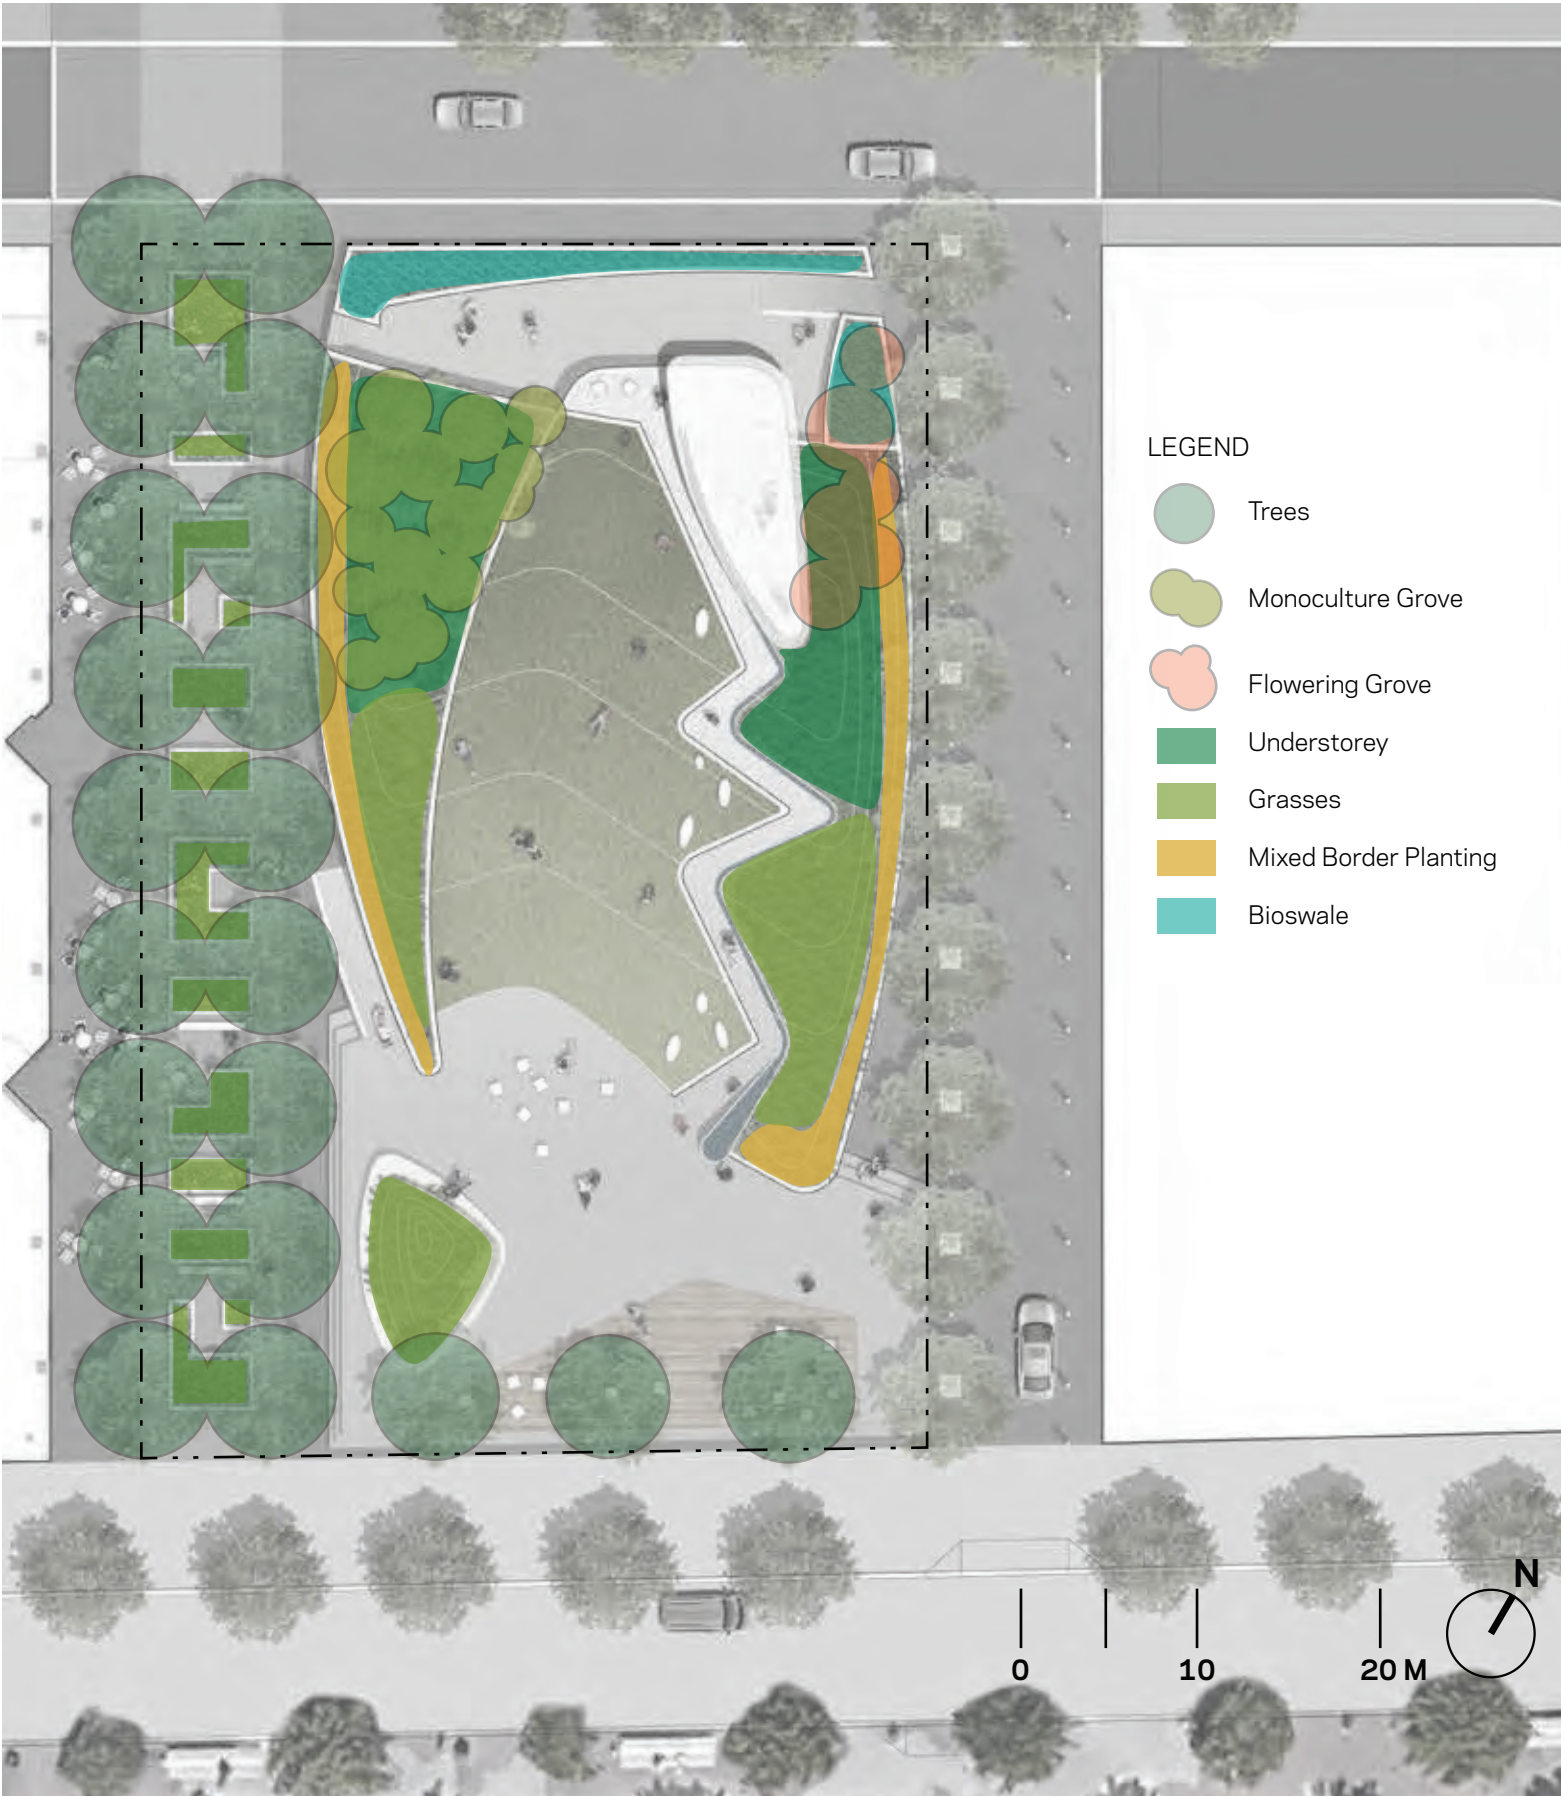 LEGEND
Trees
Monoculture Grove
Flowering Grove
Understorey
Grasses
Mixed Border Planting
Bioswale
N
0 10 20 M